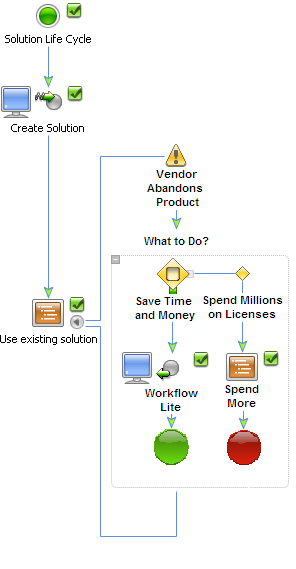 Solution Life Cycle
Create Solution
Use existing solution
Vendor
Abandons
Product
What to Do?
Save Time
and Money
Spend Millions
on Licenses
Workflow
Lite
Spend
More